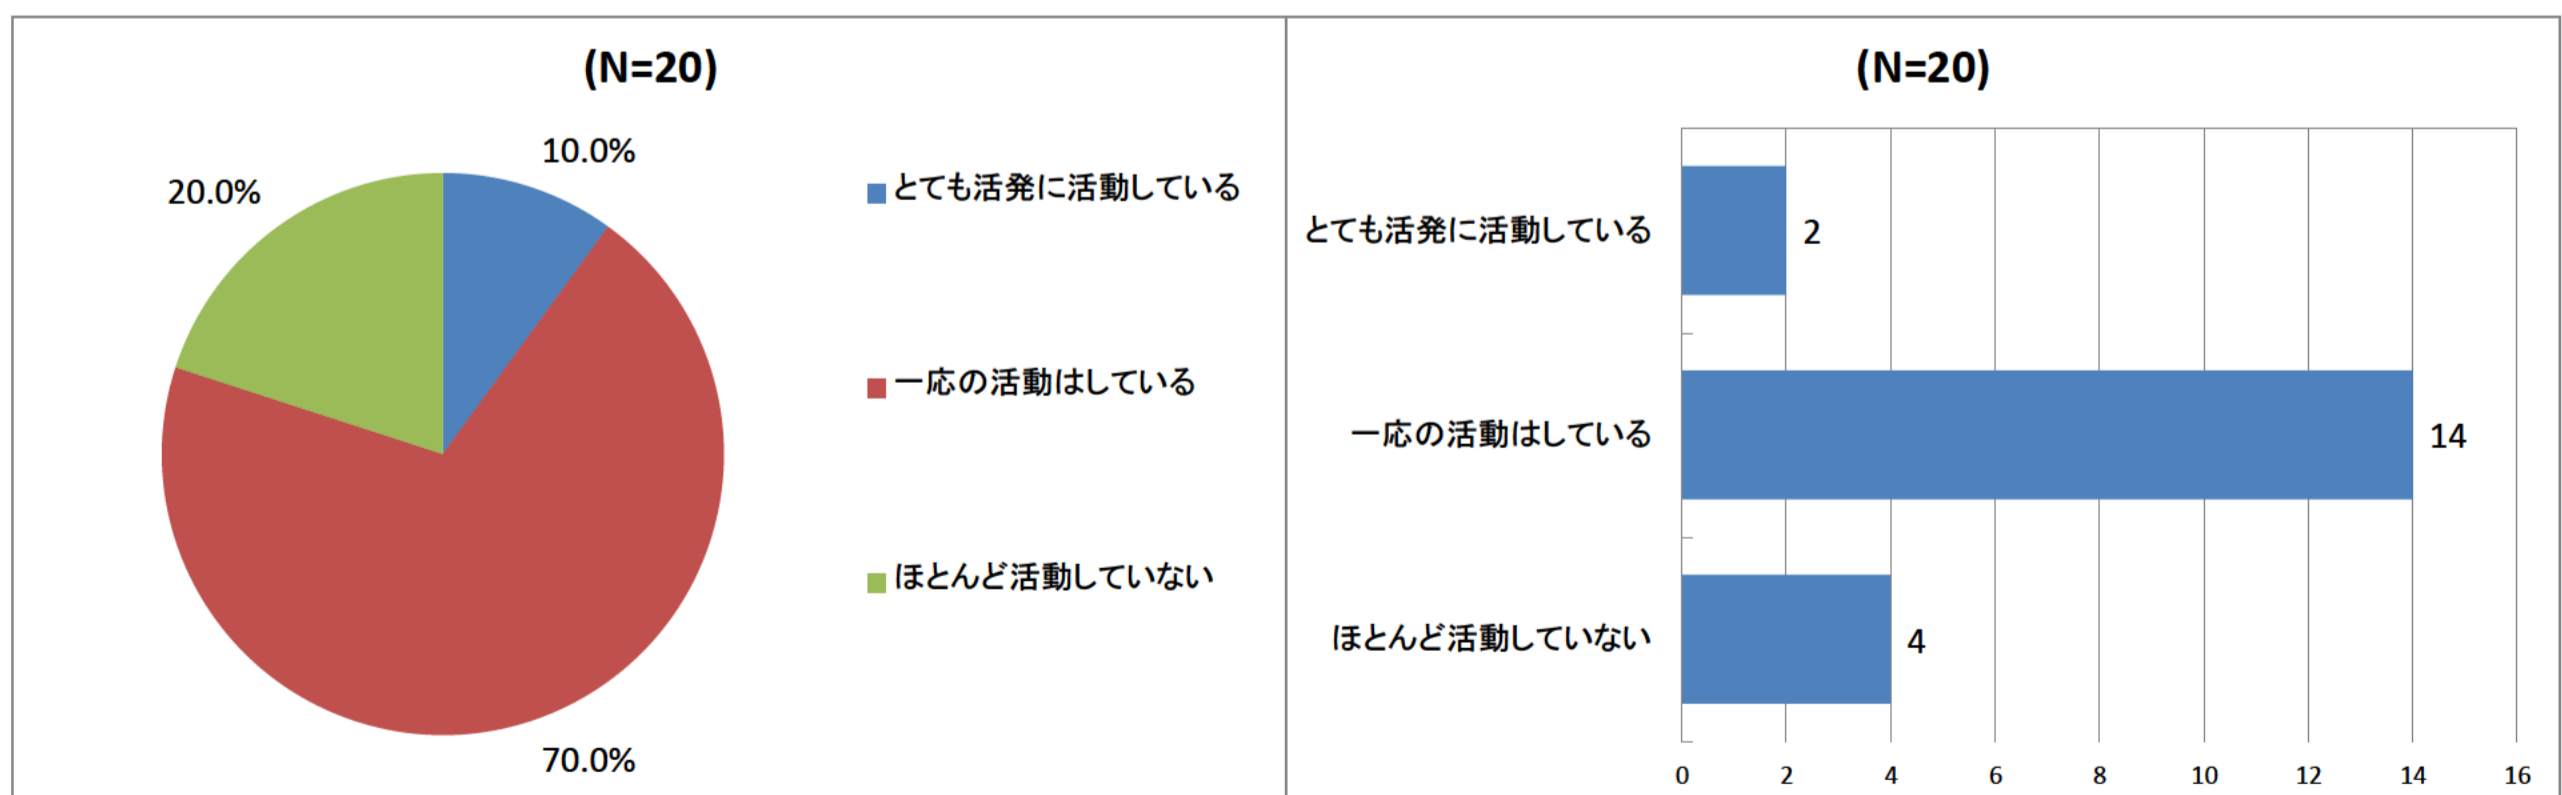 (N=20)
10.0%
20.0%
70.0%
とても活発に活動している
一応の活動はしている
ほとんど活動していない
(N=20)
とても活発に活動している
2
一応の活動はしている
14
ほとんど活動していない
4
0 2 4 6 8 10 12 14 16